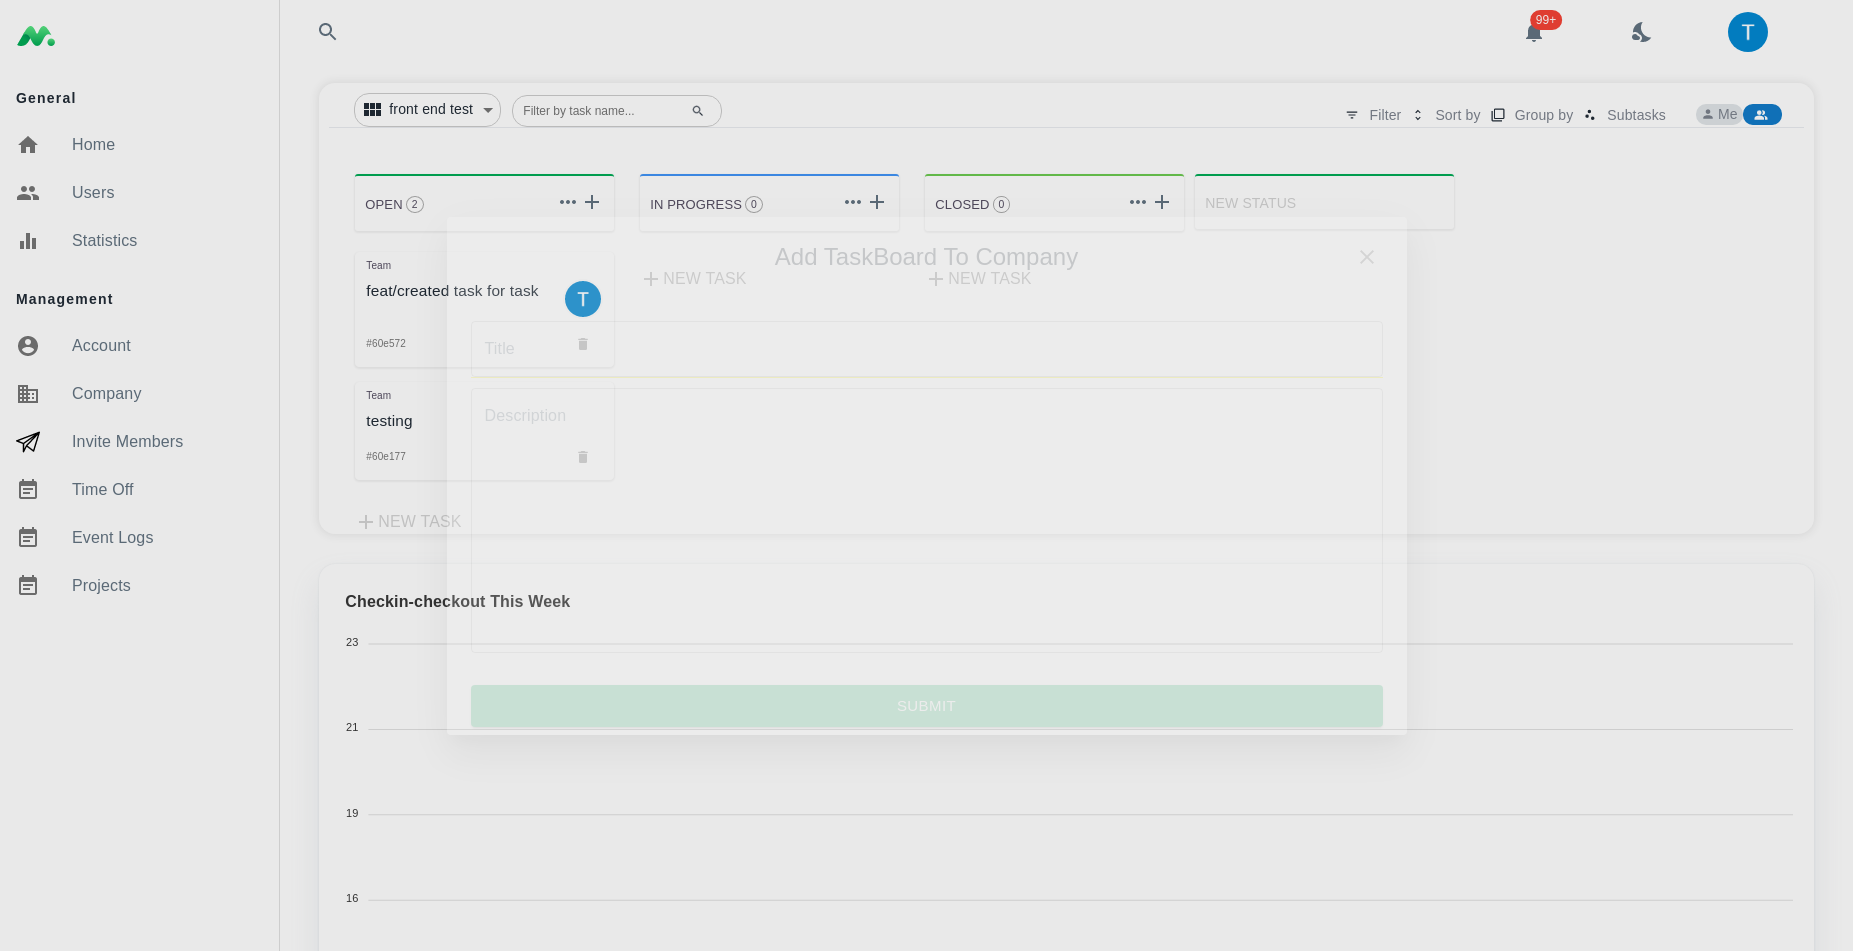 99+
T
General
Home
Users
Statistics
Management
Account
Company
Invite Members
Time Off
Event Logs
Projects
front end test
Filter by task name...
Filter
Sort by
Group by
Subtasks
Me
OPEN 2
IN PROGRESS 0
CLOSED 0
NEW STATUS
Add TaskBoard To Company
Team
feat/created task for task
T
#60e572
NEW TASK
NEW TASK
Title
Description
Team
testing
#60e177
NEW TASK
SUBMIT
Checkin-checkout This Week
23
21
19
16